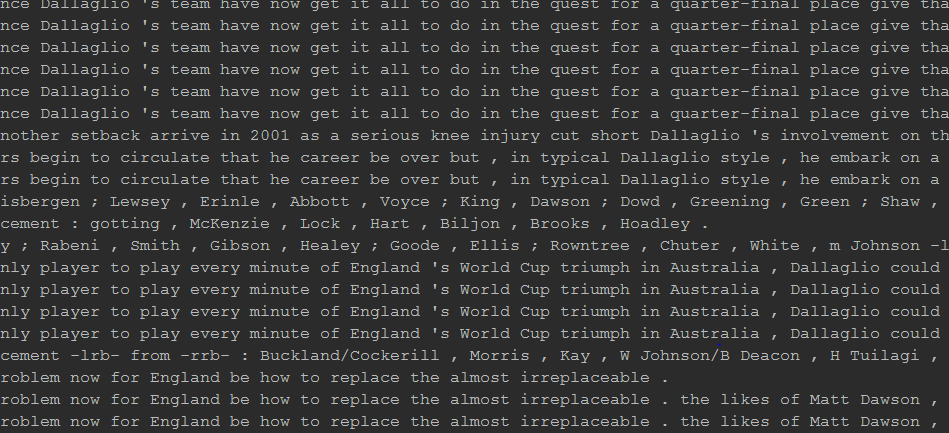 nce Dallaglio 's team have now get it all to do in the quest for a quarter-final place give tha
nce Dallaglio 's team have now get it all to do in the quest for a quarter-final place give tha
nce Dallaglio 's team have now get it all to do in the quest for a quarter-final place give tha
nce Dallaglio 's team have now get it all to do in the quest for a quarter-final place give tha
nce Dallaglio 's team have now get it all to do in the quest for a quarter-final place give tha
nce Dallaglio 's team have now get it all to do in the quest for a quarter-final place give tha
nother setback arrive in 2001 as a serious knee injury cut short Dallaglio 's involvement on th
rs begin to circulate that he career be over but , in typical Dallaglio style , he embark on a
rs begin to circulate that he career be over but , in typical Dallaglio style , he embark on a
isbergen ; Lewsey , Erinle , Abbott , Voyce ; King , Dawson ; Dowd , Greening , Green ; Shaw ,
cement : gotting , McKenzie , Lock , Hart , Biljon , Brooks , Hoadley .
y ; Rabeni , Smith , Gibson , Healey ; Goode , Ellis ; Rowntree , Chuter , White , m Johnson -l
nly player to play every minute of England 's World Cup triumph in Australia , Dallaglio could
nly player to play every minute of England 's World Cup triumph in Australia , Dallaglio could
nly player to play every minute of England 's World Cup triumph in Australia , Dallaglio could
nly player to play every minute of England 's World Cup triumph in Australia , Dallaglio could
cement -lrb- from -rrb- : Buckland/Cockerill , Morris , Kay , W Johnson/B Deacon , H Tuilagi ,
roblem now for England be how to replace the almost irreplaceable .
roblem now for England be how to replace the almost irreplaceable . the likes of Matt Dawson ,
roblem now for England be how to replace the almost irreplaceable . the likes of Matt Dawson ,